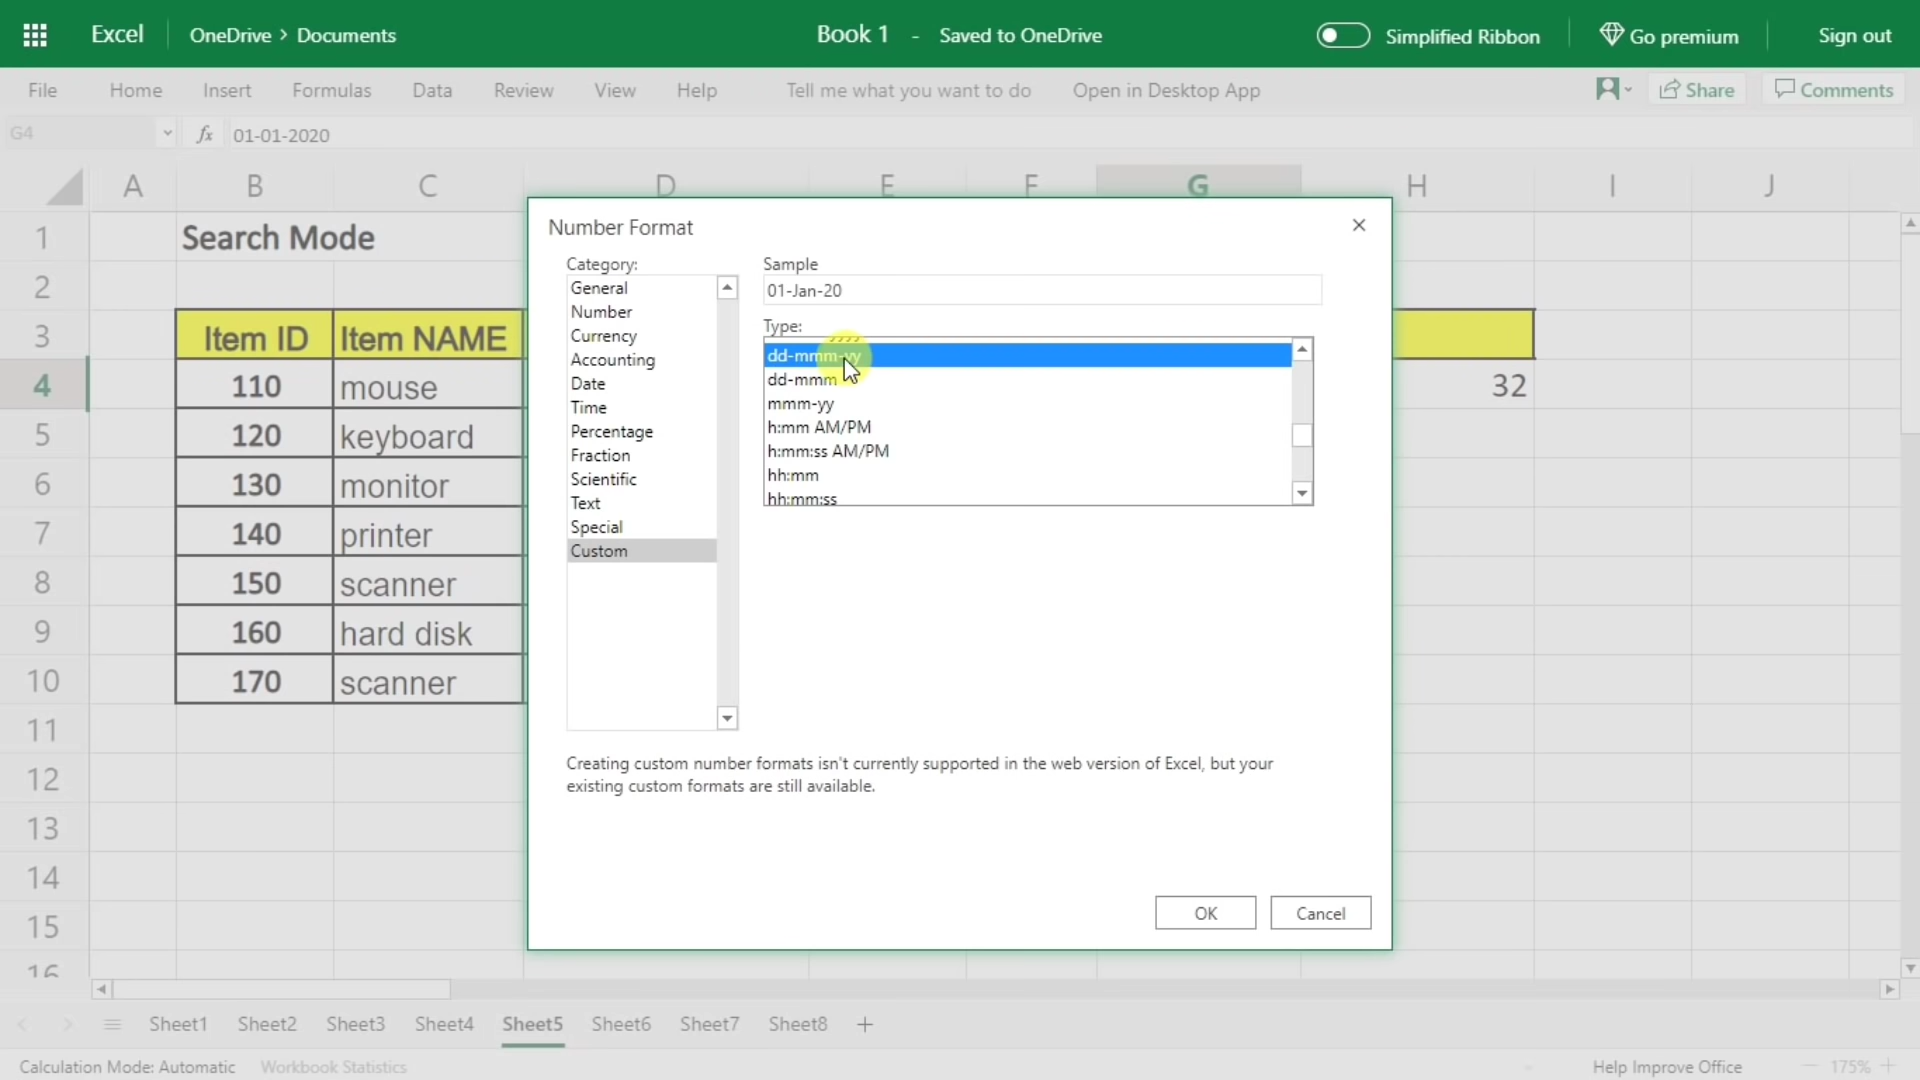 Excel OneDrive > Documents Book 1 - Saved to OneDrive Simplified Ribbon Go premium Sign out
File Home Insert Formulas Data Review View Help Tell me what you want to do Open in Desktop App Share Comments
G4 fx 01-01-2020
A B C D E F G H I J
1 Search Mode
2
3 Item ID Item NAME
4 110 mouse 32
5 120 keyboard
6 130 monitor
7 140 printer
8 150 scanner
9 160 hard disk
10 170 scanner
11
12
13
14
15
16
Number Format
Category:
General
Number
Currency
Accounting
Date
Time
Percentage
Fraction
Scientific
Text
Special
Custom
Sample
01-Jan-20
Type:
dd-mmm-yy
dd-mmm
mmm-yy
h:mm AM/PM
h:mm:ss AM/PM
hh:mm
hh:mm:ss
Creating custom number formats isn't currently supported in the web version of Excel, but your
existing custom formats are still available.
OK Cancel
Sheet1 Sheet2 Sheet3 Sheet4 Sheet5 Sheet6 Sheet7 Sheet8 +
Calculation Mode: Automatic Workbook Statistics Help Improve Office - 175% +